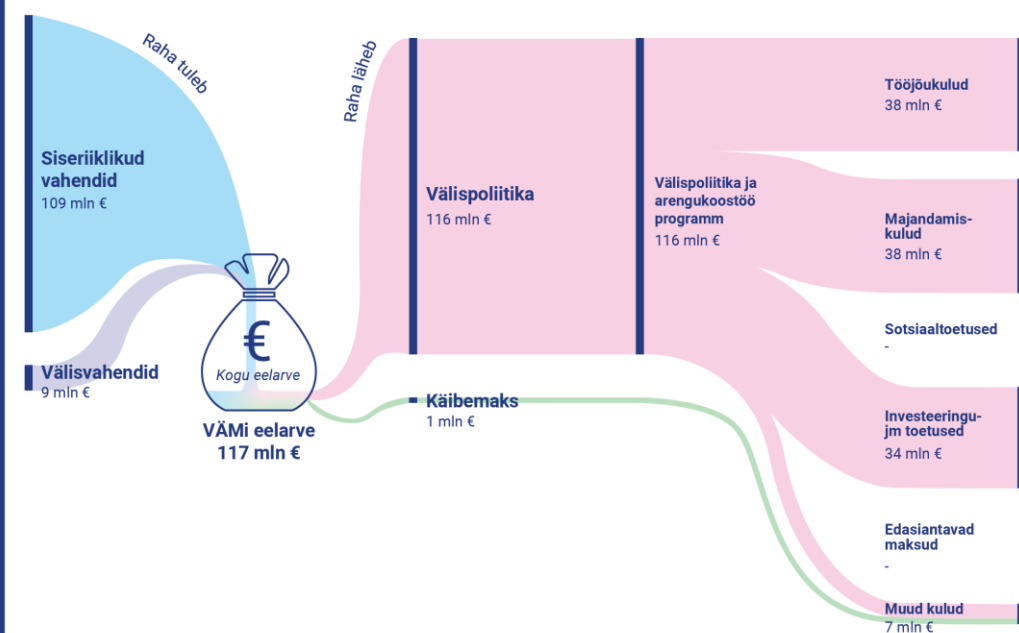 Raha tuleb
Siseriiklikud
vahendid
109 mln €
Välisvahendid
9 mln €
€
Kogu eelarve
VÄMi eelarve
117 mln €
Raha läheb
Välispoliitika
116 mln €
Käibemaks
1 mln €
Välispoliitika ja
arengukoostöö
programm
116 mln €
Tööjõukulud
38 mln €
Majandamis-
kulud
38 mln €
Sotsiaaltoetused
-
Investeeringu-
jm toetused
34 mln €
Edasiantavad
maksud
-
Muud kulud
7 mln €